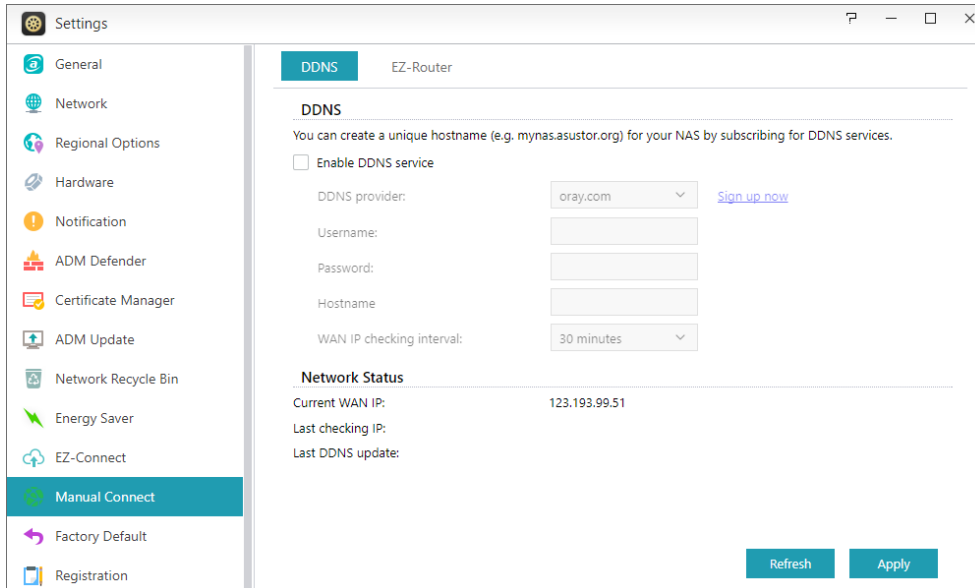 Settings
General
Network
Regional Options
Hardware
Notification
ADM Defender
Certificate Manager
ADM Update
Network Recycle Bin
Energy Saver
EZ-Connect
Manual Connect
Factory Default
Registration
DDNS EZ-Router
DDNS
You can create a unique hostname (e.g. mynas.asustor.org) for your NAS by subscribing for DDNS services.
Enable DDNS service
DDNS provider: oray.com Sign up now
Username:
Password:
Hostname
WAN IP checking interval: 30 minutes
Network Status
Current WAN IP: 123.193.99.51
Last checking IP:
Last DDNS update:
Refresh Apply